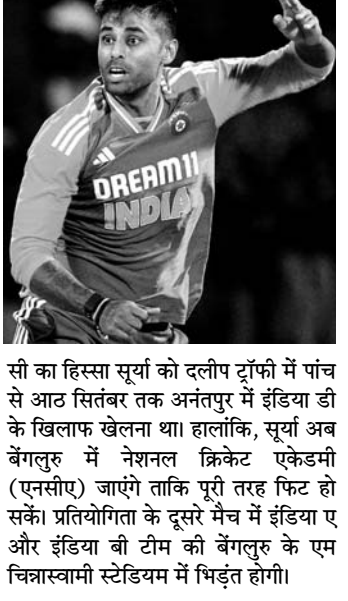 DREAM11
INDIA
सी का हिस्सा सूर्या को दलीप ट्रॉफी में पांच
से आठ सितंबर तक अनंतपुर में इंडिया डी
के खिलाफ खेलना था। हालांकि, सूर्या अब
बेंगलुरु में नेशनल क्रिकेट एकेडमी
(एनसीए) जाएंगे ताकि पूरी तरह फिट हो
सकें। प्रतियोगिता के दूसरे मैच में इंडिया ए
और इंडिया बी टीम की बेंगलुरु के एम
चिन्नास्वामी स्टेडियम में भिड़ंत होगी।